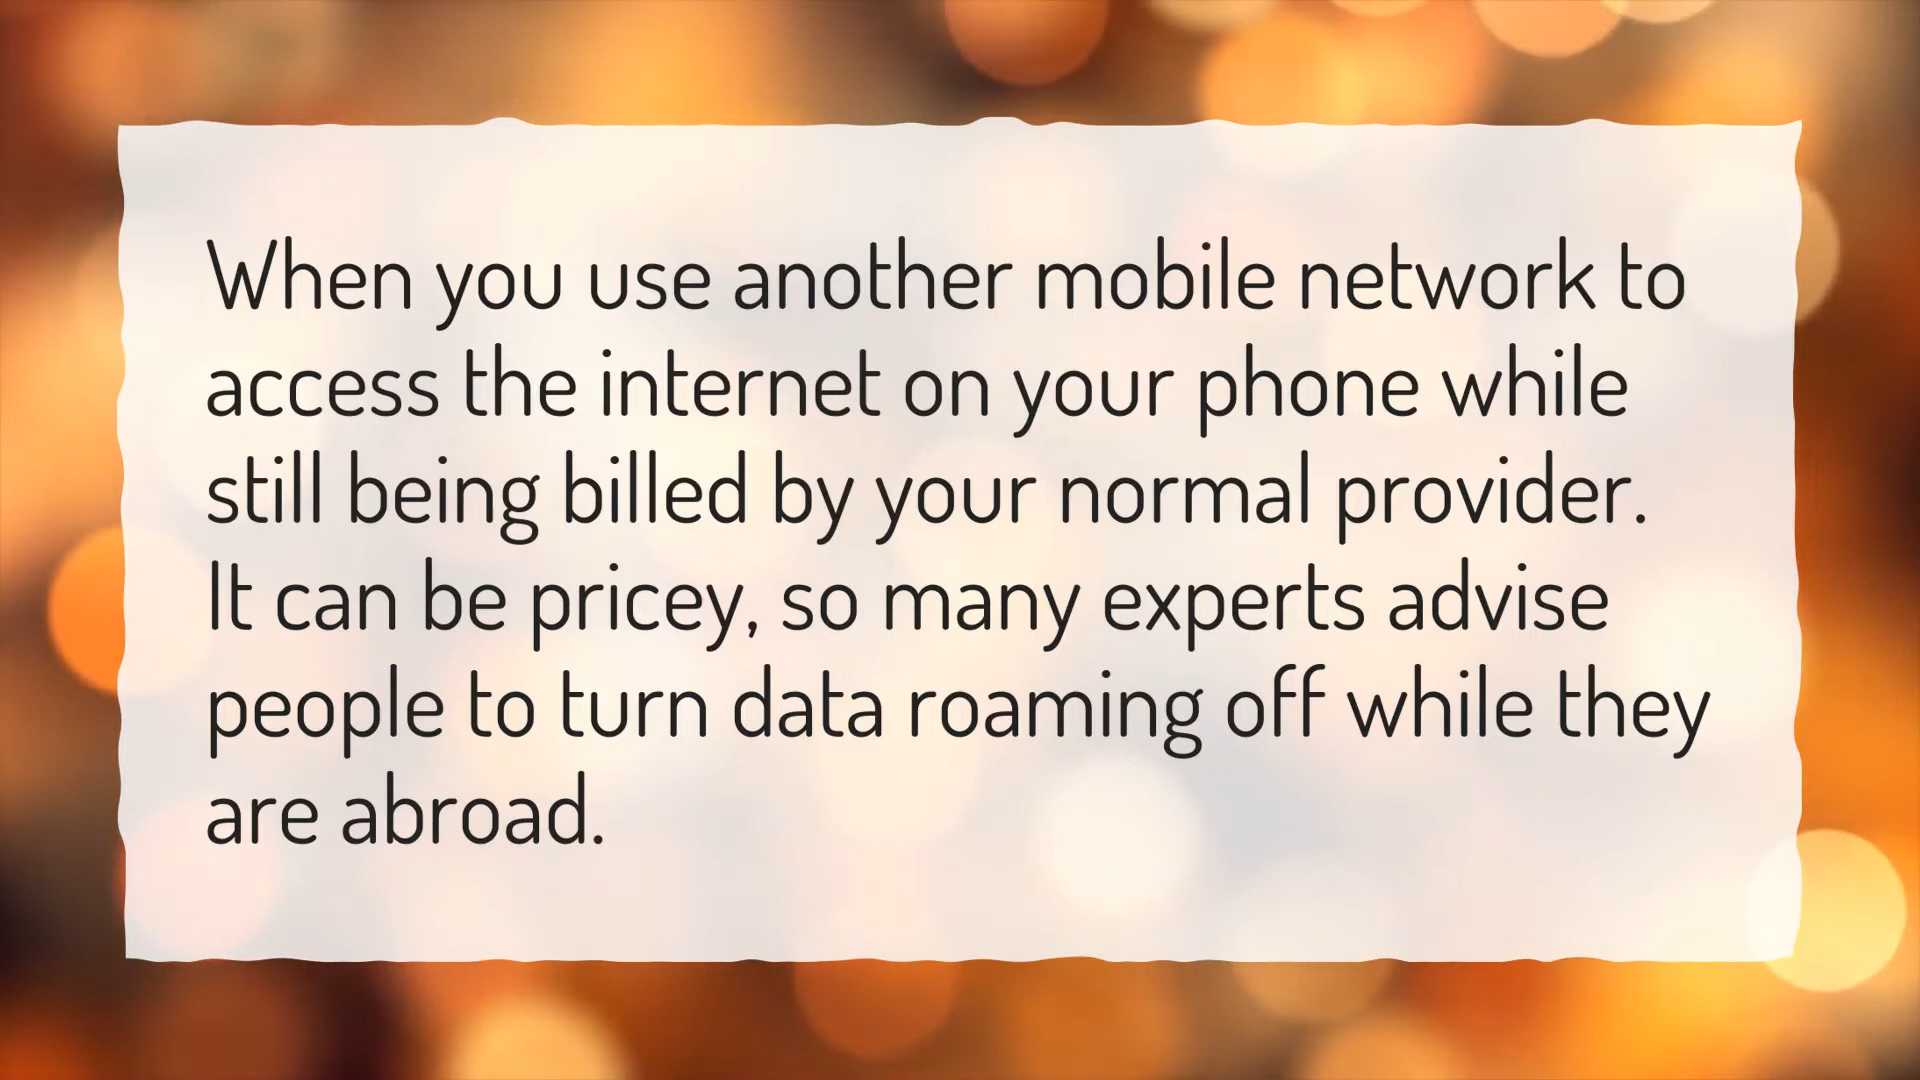 When you use another mobile network to
access the internet on your phone while
still being billed by your normal provider.
It can be pricey, so many experts advise
people to turn data roaming off while they
are abroad.